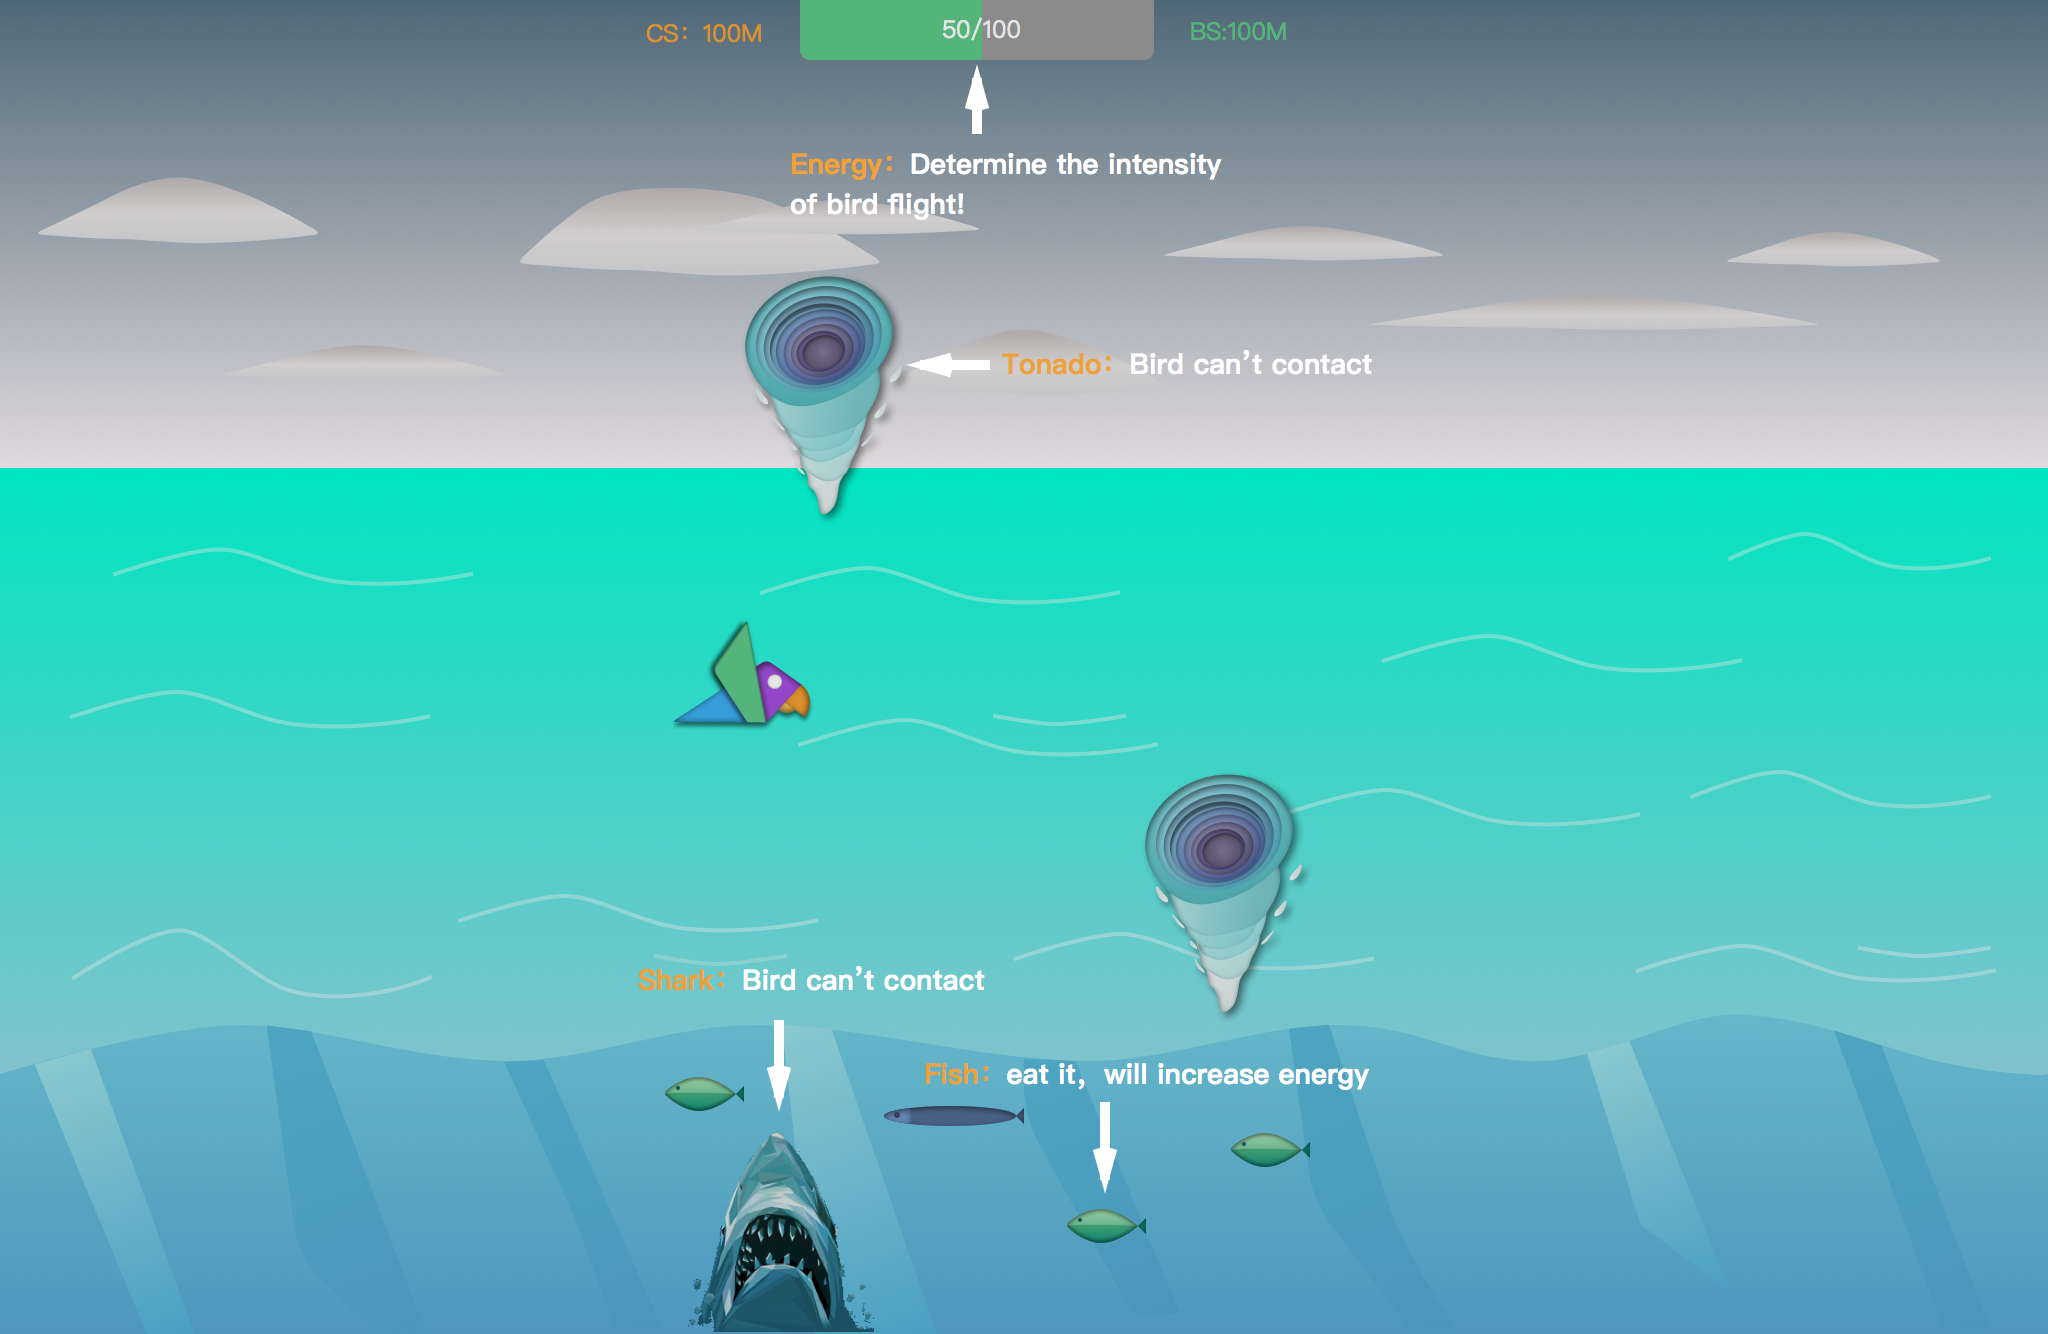 CS：100M
50/100
BS:100M
Energy：Determine the intensity
of bird flight!
Tonado：Bird can't contact
Shark：Bird can't contact
Fish：eat it，will increase energy